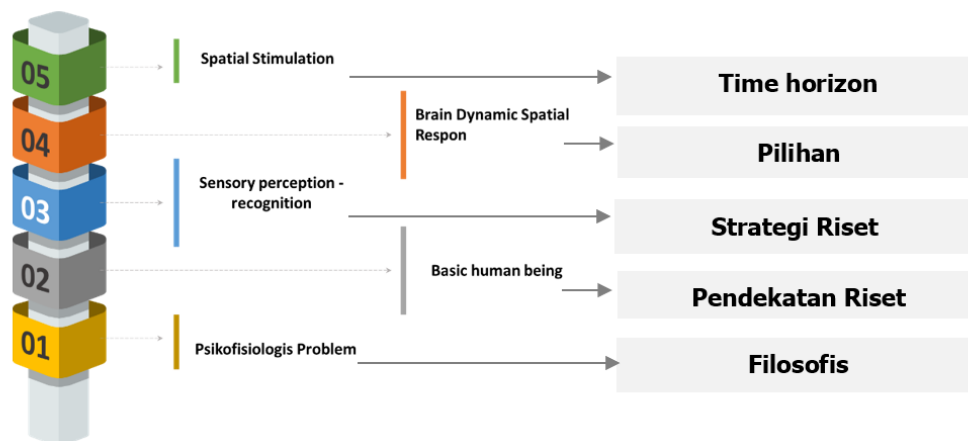 05
Spatial Stimulation
Time horizon
04
Brain Dynamic Spatial
Respon
Pilihan
03
Sensory perception -
recognition
Strategi Riset
02
Basic human being
Pendekatan Riset
01
Psikofisiologis Problem
Filosofis